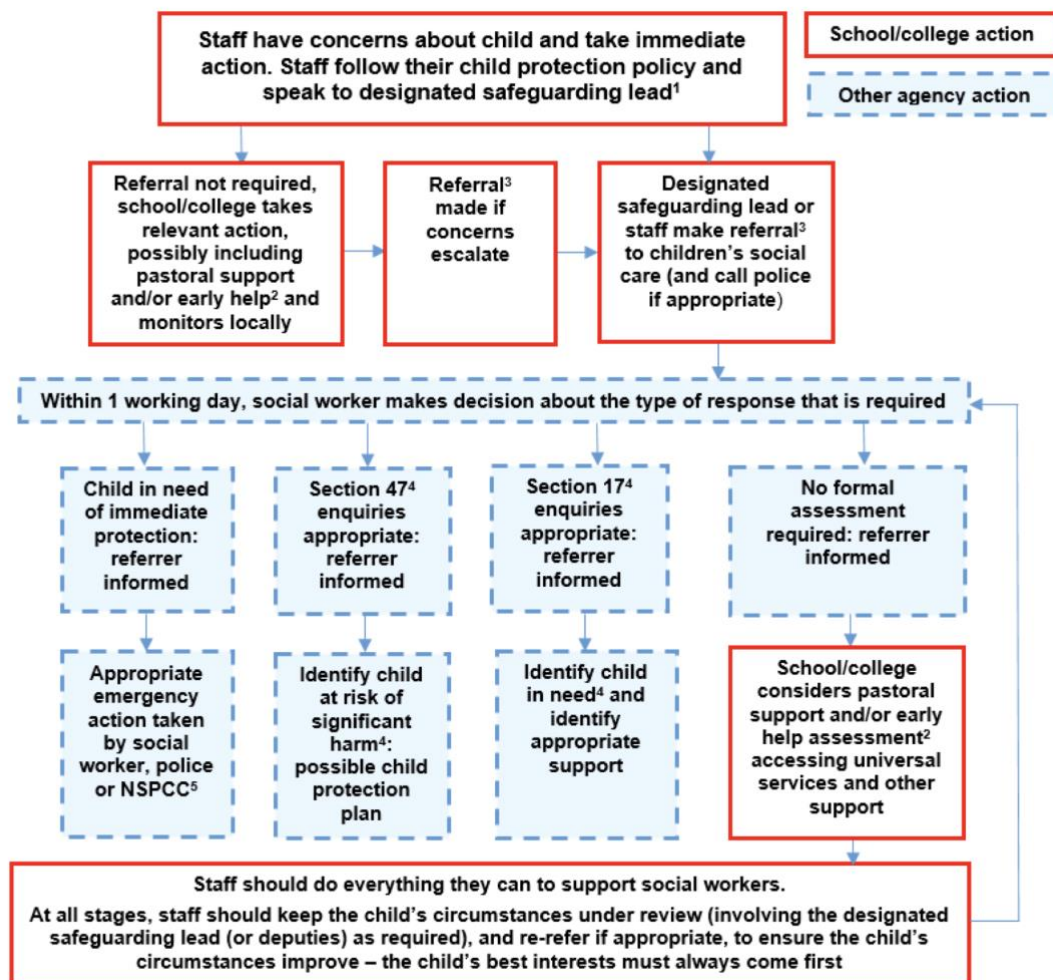 Staff have concerns about child and take immediate
action. Staff follow their child protection policy and
speak to designated safeguarding lead¹
School/college action
Other agency action
Referral not required,
school/college takes
relevant action,
possibly including
pastoral support
and/or early help² and
monitors locally
Referral³
made if
concerns
escalate
Designated
safeguarding lead or
staff make referral³
to children’s social
care (and call police
if appropriate)
Within 1 working day, social worker makes decision about the type of response that is required
Child in need
of immediate
protection:
referrer
informed
Section 47⁴
enquiries
appropriate:
referrer
informed
Section 17⁴
enquiries
appropriate:
referrer
informed
No formal
assessment
required: referrer
informed
Appropriate
emergency
action taken
by social
worker, police
or NSPCC⁵
Identify child
at risk of
significant
harm⁴:
possible child
protection
plan
Identify child
in need⁴ and
identify
appropriate
support
School/college
considers pastoral
support and/or early
help assessment²
accessing universal
services and other
support
Staff should do everything they can to support social workers.
At all stages, staff should keep the child’s circumstances under review (involving the designated
safeguarding lead (or deputies) as required), and re-refer if appropriate, to ensure the child’s
circumstances improve – the child’s best interests must always come first